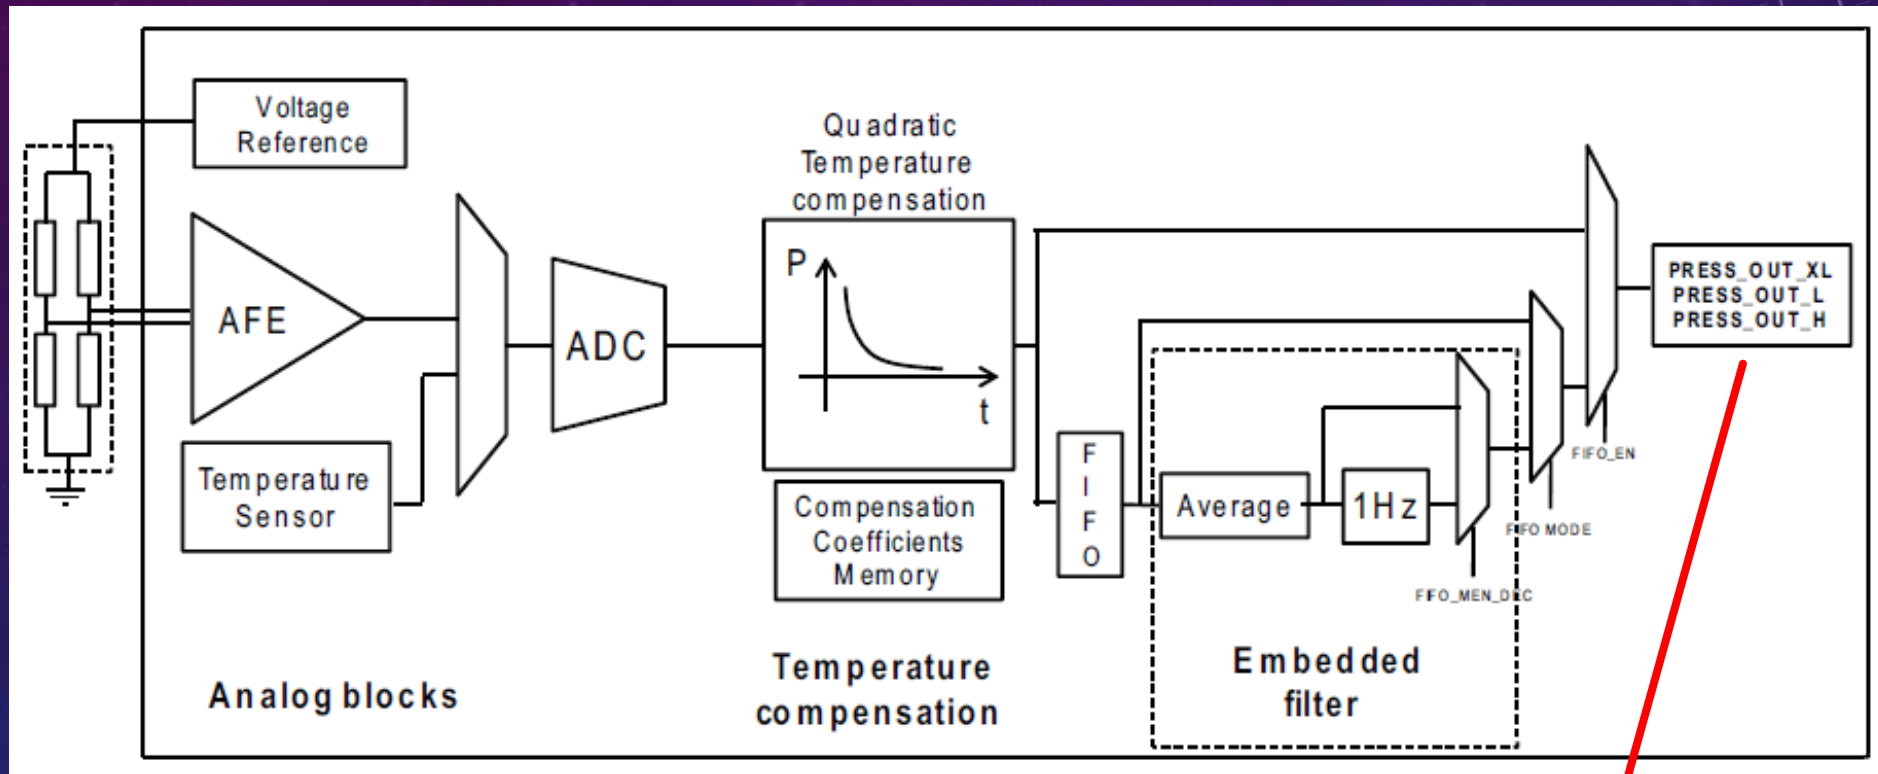 Voltage
Reference
AFE
Temperature
Sensor
ADC
Quadratic
Temperature
compensation
P
t
Compensation
Coefficients
Memory
F
I
F
O
Average
1Hz
FIFO_MEN_DEC
FIFO MODE
FIFO_EN
PRESS_OUT_XL
PRESS_OUT_L
PRESS_OUT_H
Analog blocks
Temperature
compensation
Embedded
filter